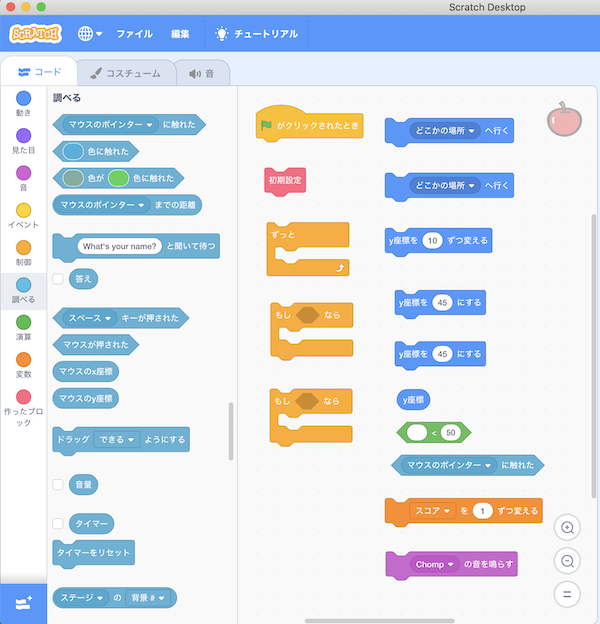 Scratch Desktop
SCRATCH ファイル 編集 チュートリアル
コード コスチューム 音
動き
見た目
音
イベント
制御
調べる
演算
変数
作ったブロック
調べる
マウスのポインター に触れた
色に触れた
色が 色に触れた
マウスのポインター までの距離
What's your name? と聞いて待つ
答え
スペース キーが押された
マウスが押された
マウスのx座標
マウスのy座標
ドラッグ できる ようにする
音量
タイマー
タイマーをリセット
ステージ の 背景 #
がクリックされたとき
初期設定
ずっと
もし なら
もし なら
どこかの場所 へ行く
どこかの場所 へ行く
y座標を 10 ずつ変える
y座標を 45 にする
y座標を 45 にする
y座標
< 50
マウスのポインター に触れた
スコア を 1 ずつ変える
Chomp の音を鳴らす